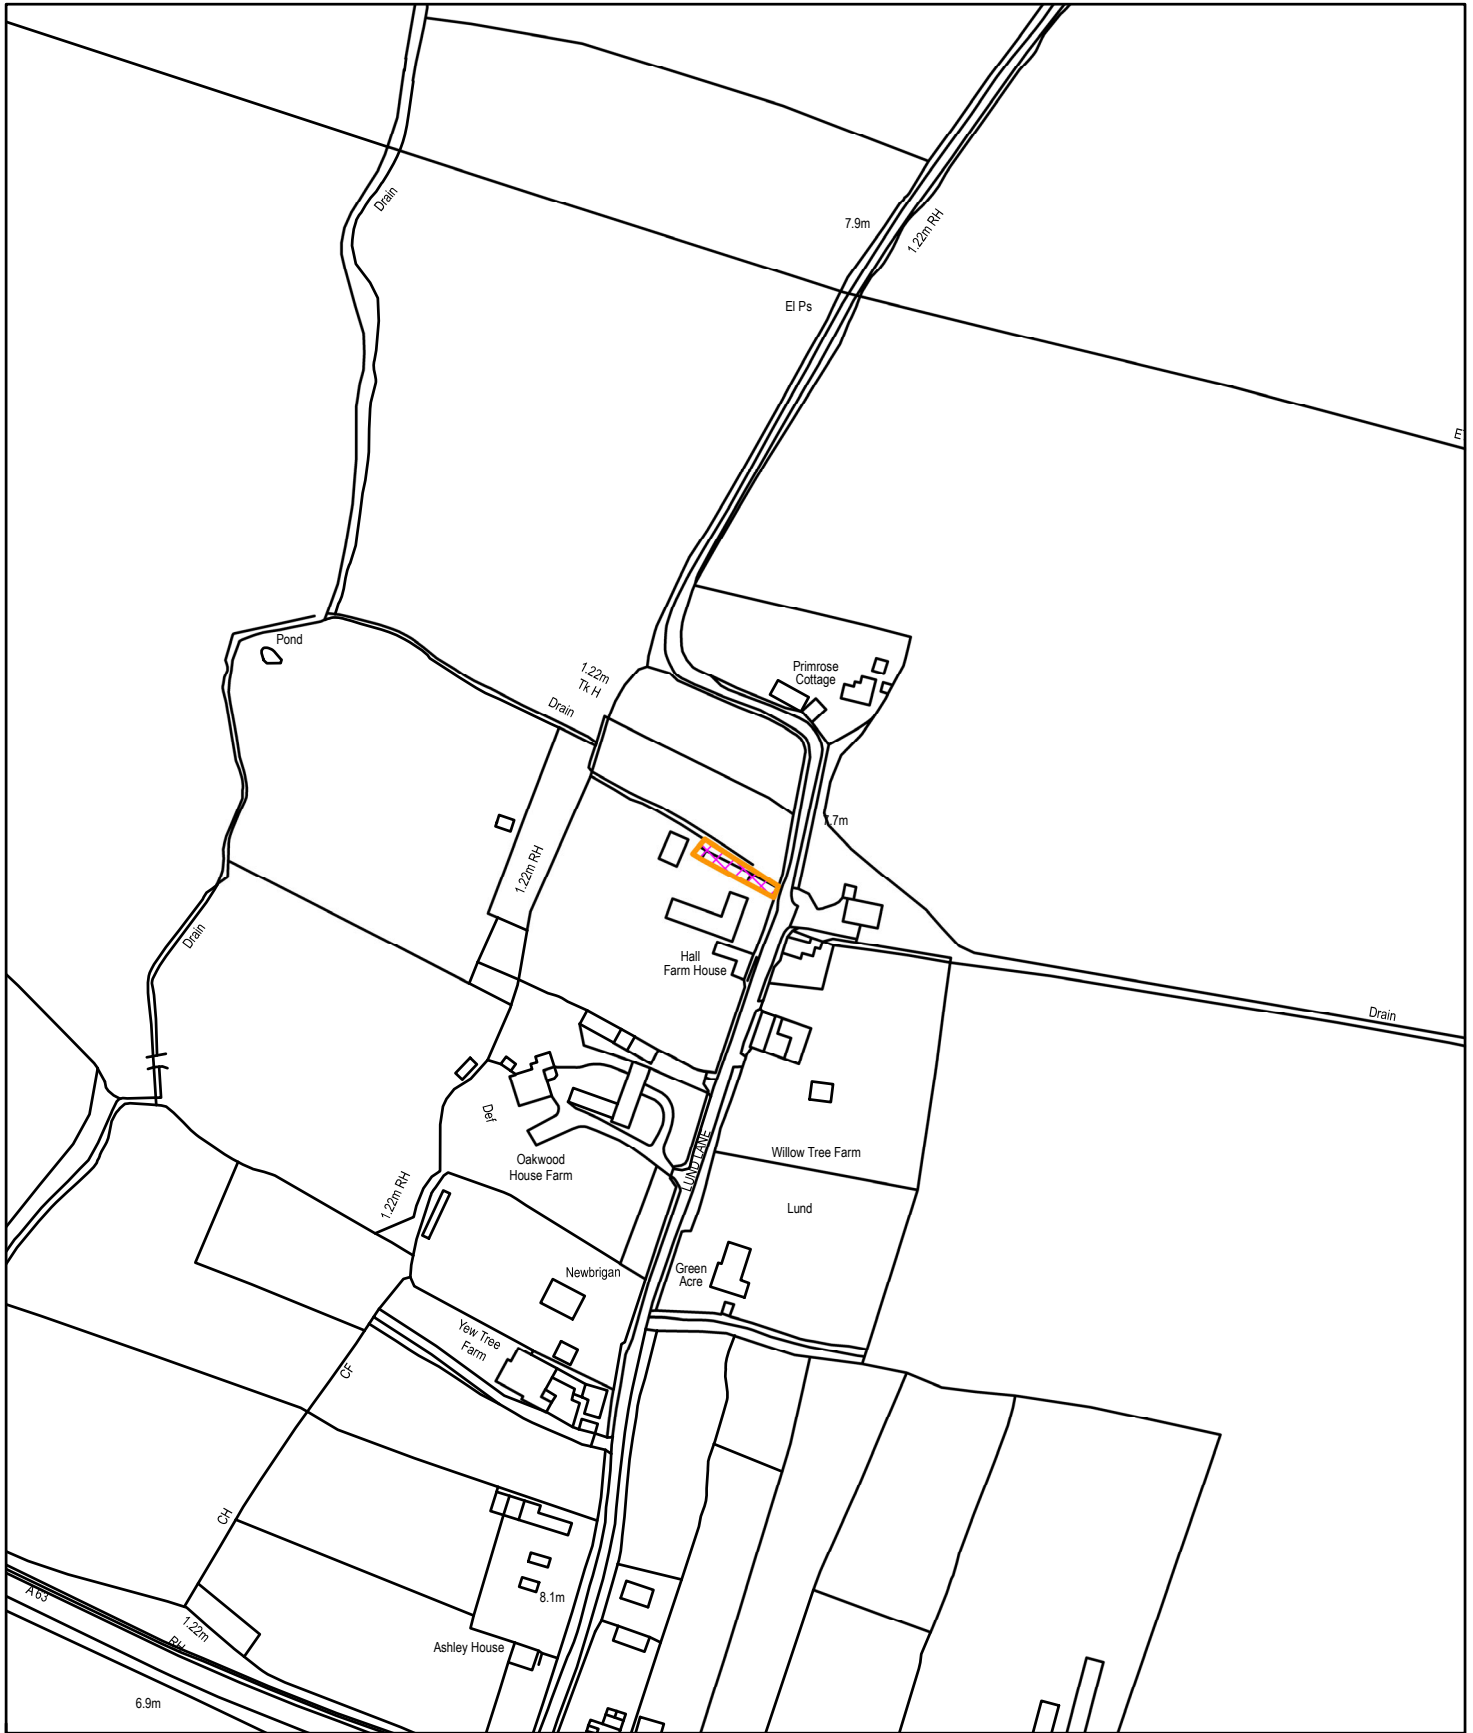 Drain
7.9m
1.22m RH
El Ps
Pond
1.22m
Tk H
Drain
Primrose
Cottage
7.7m
1.22m RH
Drain
Hall
Farm House
Drain
Def
Oakwood
House Farm
LUND LANE
Willow Tree Farm
1.22m RH
Lund
Newbrigan
Green
Acre
Yew Tree
Farm
CF
CH
A 63
1.22m
RH
8.1m
Ashley House
6.9m